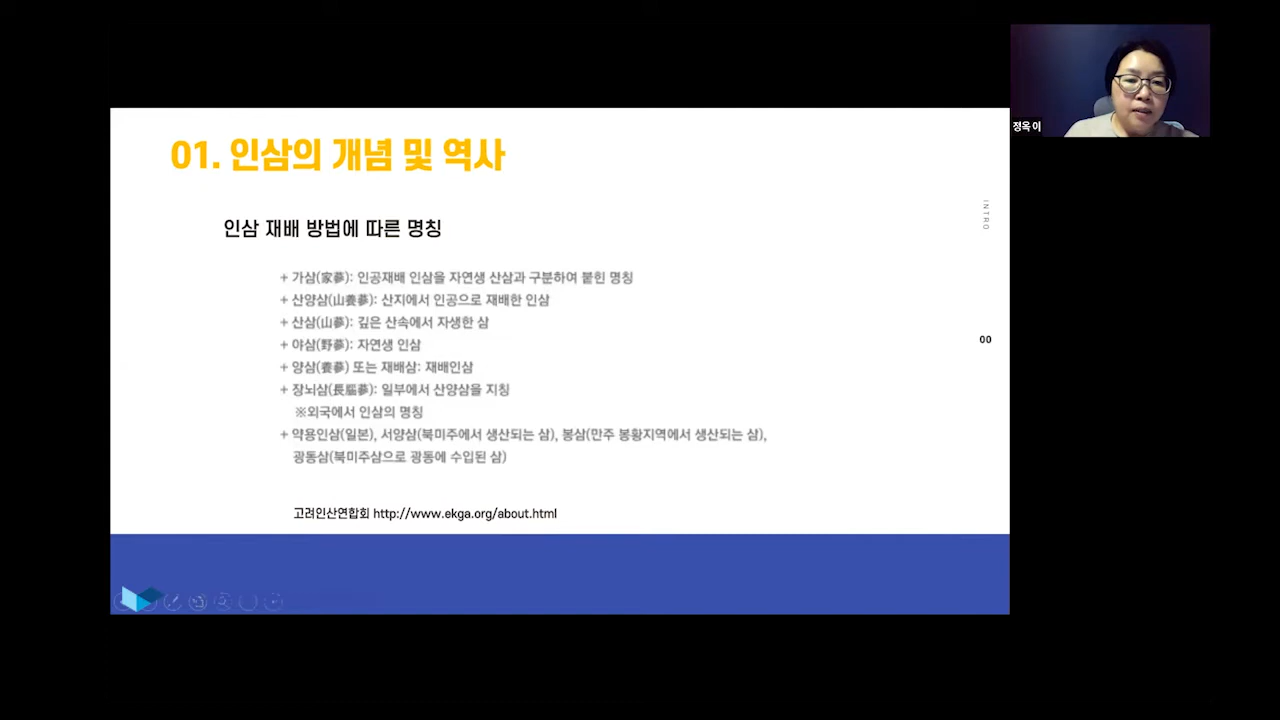 01. 인삼의 개념 및 역사
정옥 이
INTRO
인삼 재배 방법에 따른 명칭
+ 가삼(家蔘): 인공재배 인삼을 자연생 산삼과 구분하여 붙힌 명칭
+ 산양삼(山養蔘): 산지에서 인공으로 재배한 인삼
+ 산삼(山蔘): 깊은 산속에서 자생한 삼
00
+ 야삼(野蔘): 자연생 인삼
+ 양삼(養蔘) 또는 재배삼: 재배인삼
+ 장뇌삼(長腦蔘): 일부에서 산양삼을 지칭
※외국에서 인삼의 명칭
+ 약용인삼(일본), 서양삼(북미주에서 생산되는 삼), 봉삼(만주 봉황지역에서 생산되는 삼),
광동삼(북미주삼으로 광동에 수입된 삼)
고려인산연합회 http://www.ekga.org/about.html